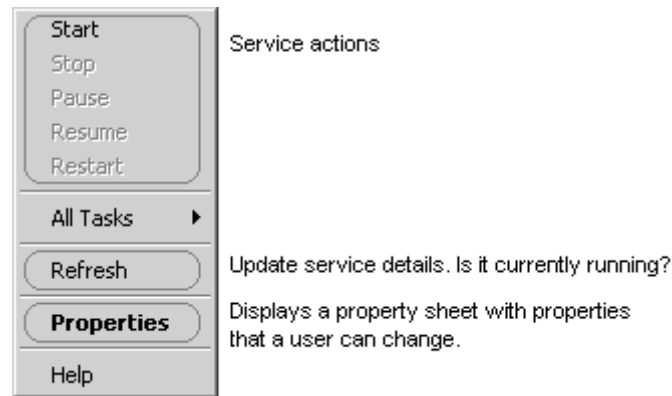 Start
Service actions
Stop
Pause
Resume
Restart
All Tasks
Refresh
Update service details. Is it currently running?
Properties
Displays a property sheet with properties
that a user can change.
Help